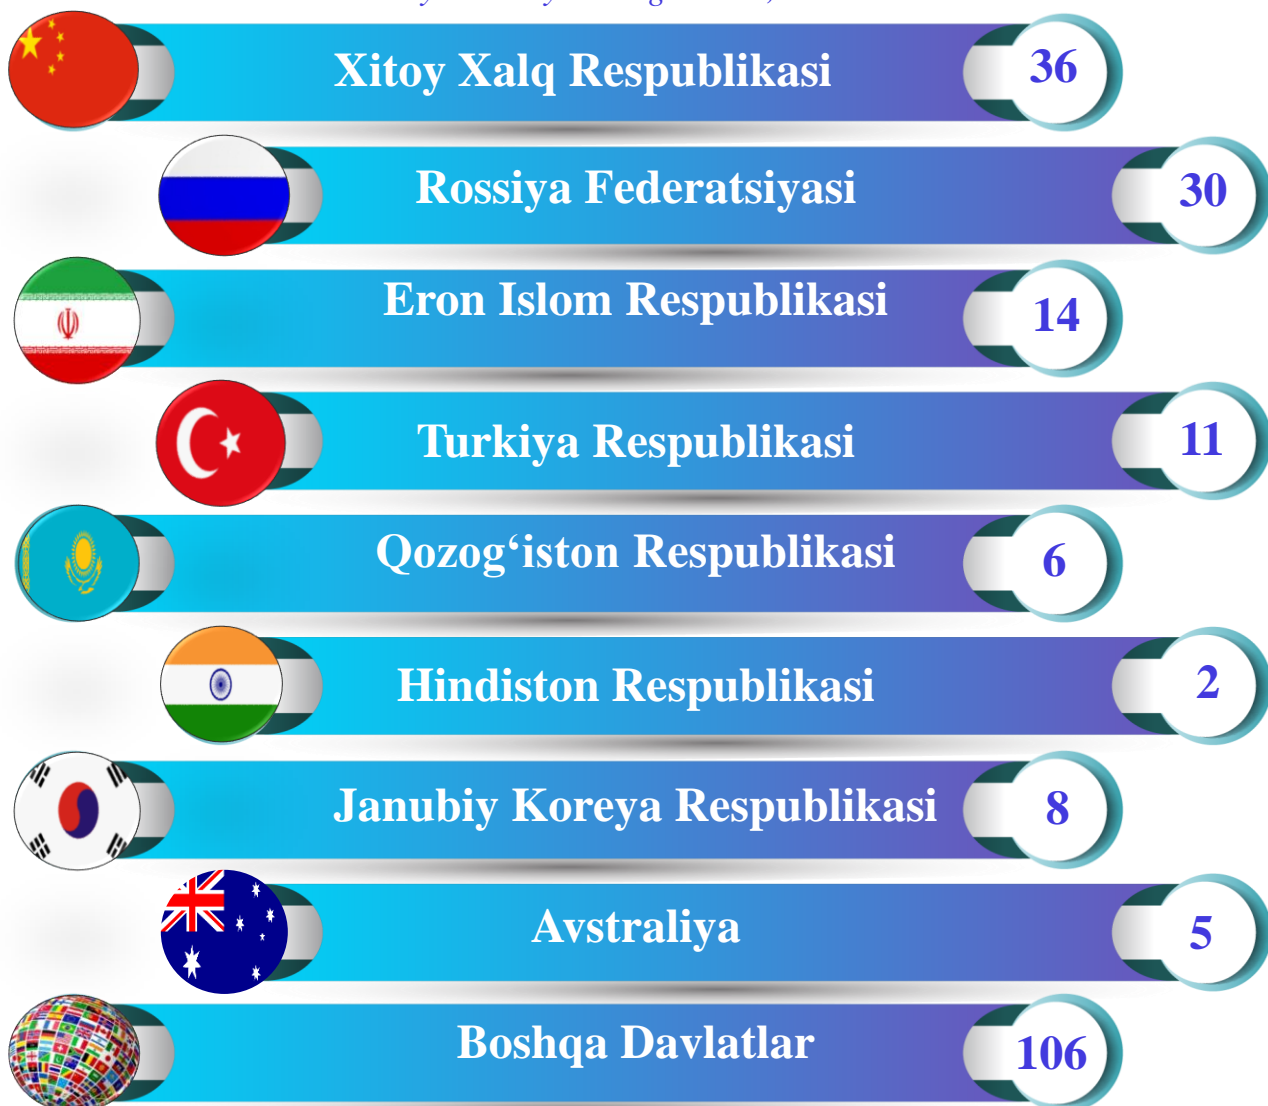 Xitoy Xalq Respublikasi 36
Rossiya Federatsiyasi 30
Eron Islom Respublikasi 14
Turkiya Respublikasi 11
Qozog‘iston Respublikasi 6
Hindiston Respublikasi 2
Janubiy Koreya Respublikasi 8
Avstraliya 5
Boshqa Davlatlar 106